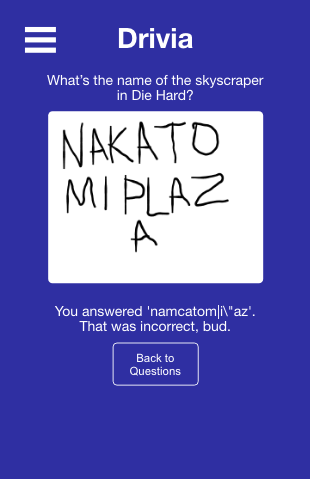 Drivia
What's the name of the skyscraper
in Die Hard?
NAKATO
MI PLAZ
A
You answered 'namcatom|i\"az'.
That was incorrect, bud.
Back to
Questions